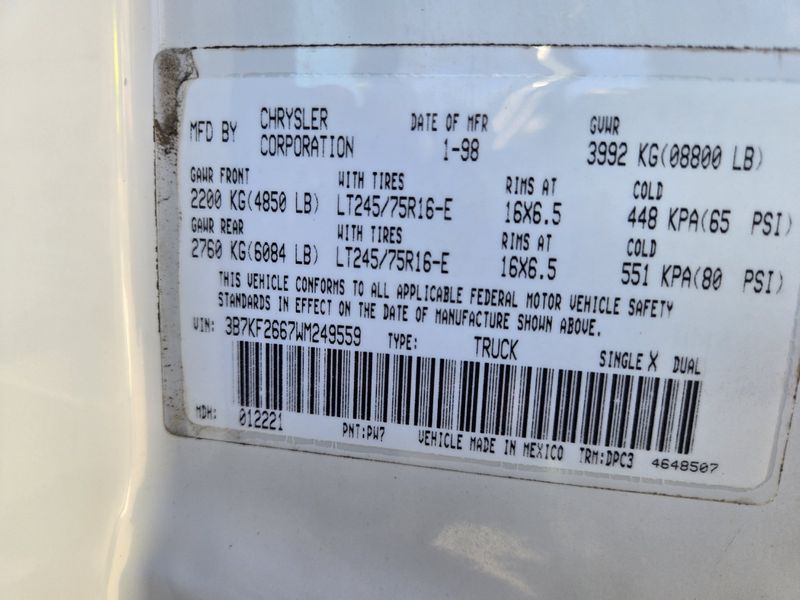 MFD BY CHRYSLER CORPORATION DATE OF MFR 1-98 GVWR 3992 KG(08800 LB)
GAWR FRONT WITH TIRES RIMS AT COLD
2200 KG(4850 LB) LT245/75R16-E 16X6.5 448 KPA(65 PSI)
GAWR REAR WITH TIRES RIMS AT COLD
2760 KG(6084 LB) LT245/75R16-E 16X6.5 551 KPA(80 PSI)
THIS VEHICLE CONFORMS TO ALL APPLICABLE FEDERAL MOTOR VEHICLE SAFETY
STANDARDS IN EFFECT ON THE DATE OF MANUFACTURE SHOWN ABOVE.
VIN: 3B7KF2667WM249559 TYPE: TRUCK SINGLE X DUAL
MDH: 012221 PNT:PW7 VEHICLE MADE IN MEXICO TRM:DPC3 4648507